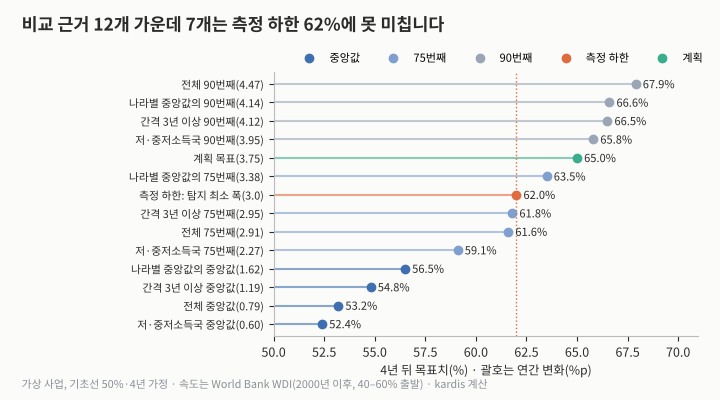 비교 근거 12개 가운데 7개는 측정 하한 62%에 못 미칩니다
중앙값 75번째 90번째 측정 하한 계획
전체 90번째(4.47) 67.9%
나라별 중앙값의 90번째(4.14) 66.6%
간격 3년 이상 90번째(4.12) 66.5%
저·중저소득국 90번째(3.95) 65.8%
계획 목표(3.75) 65.0%
나라별 중앙값의 75번째(3.38) 63.5%
측정 하한: 탐지 최소 폭(3.0) 62.0%
간격 3년 이상 75번째(2.95) 61.8%
전체 75번째(2.91) 61.6%
저·중저소득국 75번째(2.27) 59.1%
나라별 중앙값의 중앙값(1.62) 56.5%
간격 3년 이상 중앙값(1.19) 54.8%
전체 중앙값(0.79) 53.2%
저·중저소득국 중앙값(0.60) 52.4%
50.0 52.5 55.0 57.5 60.0 62.5 65.0 67.5 70.0
4년 뒤 목표치(%) · 괄호는 연간 변화(%p)
가상 사업, 기초선 50%·4년 가정 · 속도는 World Bank WDI(2000년 이후, 40–60% 출발) · kardis 계산